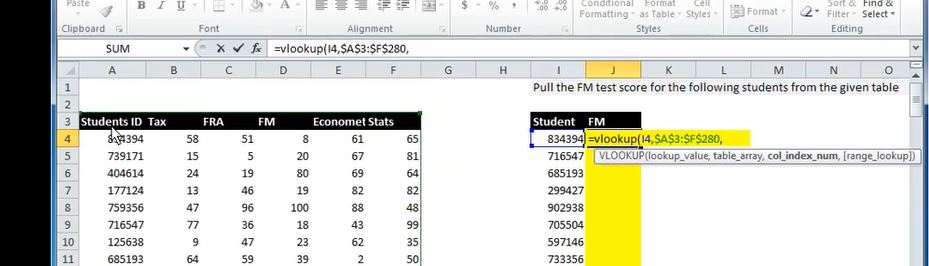 Paste
B I U
Conditional Format Cell
Formatting as Table Styles
Format
Sort & Find &
Filter Select
Clipboard Font Alignment Number Styles Cells Editing
SUM =vlookup(I4,$A$3:$F$280,
A B C D E F G H I J K L M N O
1 Pull the FM test score for the following students from the given table
2
3 Students ID Tax FRA FM Economet Stats Student FM
4 834394 58 51 8 61 65 834394 =vlookup(I4,$A$3:$F$280,
VLOOKUP(lookup_value, table_array, col_index_num, [range_lookup])
5 739171 15 5 20 67 81 716547
6 404614 24 19 80 69 64 685193
7 177124 13 46 19 82 82 299427
8 759356 47 96 100 88 48 902938
9 716547 77 36 18 43 99 705504
10 125638 9 47 23 62 35 597146
11 685193 64 59 39 2 50 733356